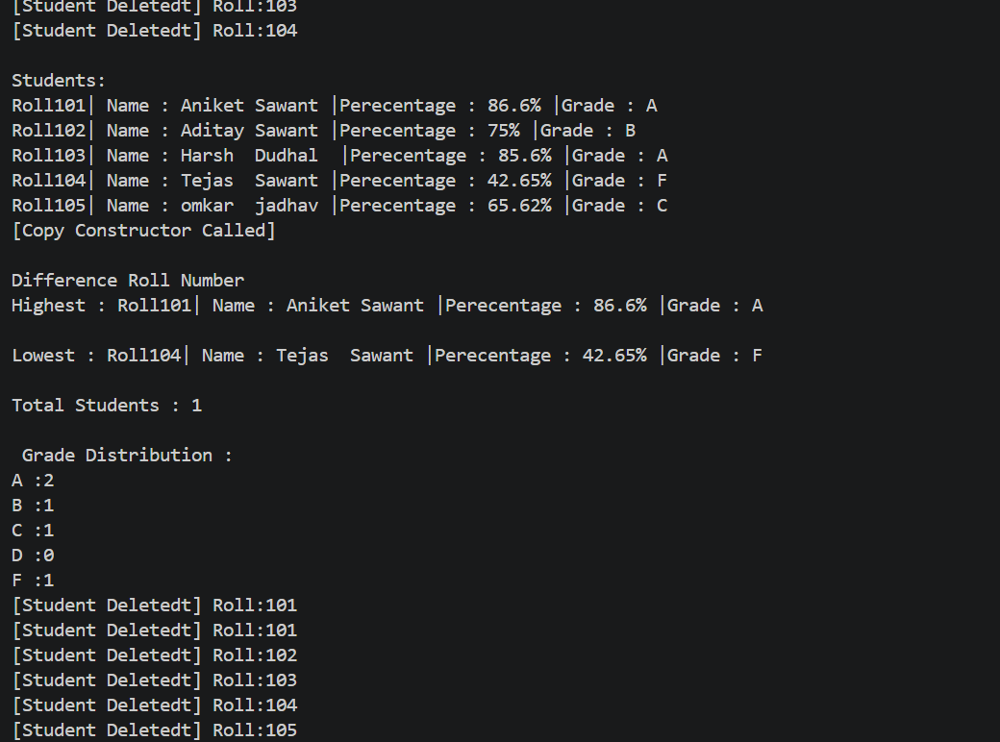 [Student Deletedt] Roll:103
[Student Deletedt] Roll:104
Students:
Roll101| Name : Aniket Sawant |Perecentage : 86.6% |Grade : A
Roll102| Name : Aditay Sawant |Perecentage : 75% |Grade : B
Roll103| Name : Harsh  Dudhal  |Perecentage : 85.6% |Grade : A
Roll104| Name : Tejas  Sawant |Perecentage : 42.65% |Grade : F
Roll105| Name : omkar  jadhav |Perecentage : 65.62% |Grade : C
[Copy Constructor Called]
Difference Roll Number
Highest : Roll101| Name : Aniket Sawant |Perecentage : 86.6% |Grade : A
Lowest : Roll104| Name : Tejas  Sawant |Perecentage : 42.65% |Grade : F
Total Students : 1
 Grade Distribution :
A :2
B :1
C :1
D :0
F :1
[Student Deletedt] Roll:101
[Student Deletedt] Roll:101
[Student Deletedt] Roll:102
[Student Deletedt] Roll:103
[Student Deletedt] Roll:104
[Student Deletedt] Roll:105